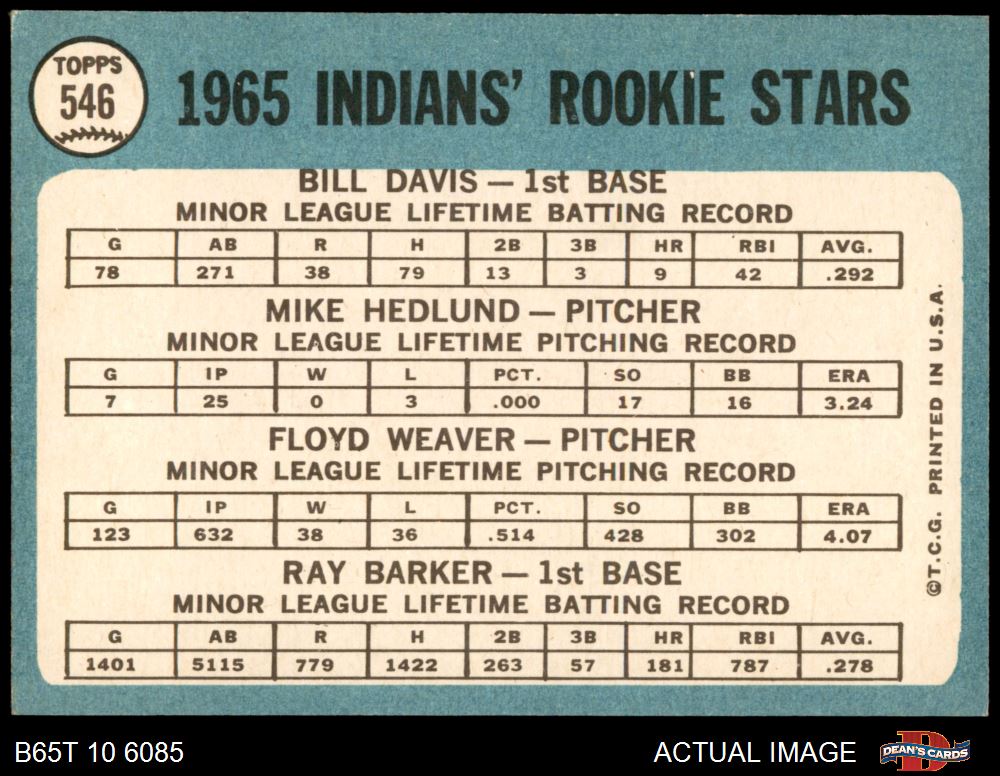 TOPPS
546
1965 INDIANS' ROOKIE STARS
BILL DAVIS — 1st BASE
MINOR LEAGUE LIFETIME BATTING RECORD
G AB R H 2B 3B HR RBI AVG.
78 271 38 79 13 3 9 42 .292
MIKE HEDLUND — PITCHER
MINOR LEAGUE LIFETIME PITCHING RECORD
G IP W L PCT. SO BB ERA
7 25 0 3 .000 17 16 3.24
FLOYD WEAVER — PITCHER
MINOR LEAGUE LIFETIME PITCHING RECORD
G IP W L PCT. SO BB ERA
123 632 38 36 .514 428 302 4.07
RAY BARKER — 1st BASE
MINOR LEAGUE LIFETIME BATTING RECORD
G AB R H 2B 3B HR RBI AVG.
1401 5115 779 1422 263 57 181 787 .278
©T.C.G. PRINTED IN U.S.A.
B65T 10 6085
ACTUAL IMAGE
DEAN'S CARDS